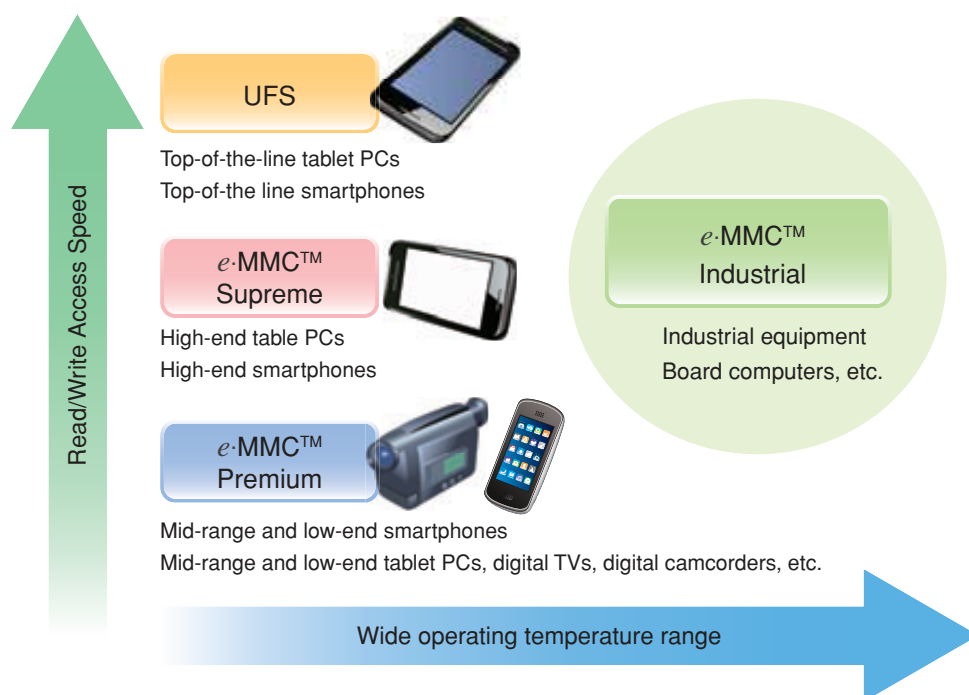 UFS
Top-of-the-line tablet PCs
Top-of-the line smartphones
Read/Write Access Speed
e·MMC™
Supreme
High-end table PCs
High-end smartphones
e·MMC™
Industrial
Industrial equipment
Board computers, etc.
e·MMC™
Premium
Mid-range and low-end smartphones
Mid-range and low-end tablet PCs, digital TVs, digital camcorders, etc.
Wide operating temperature range